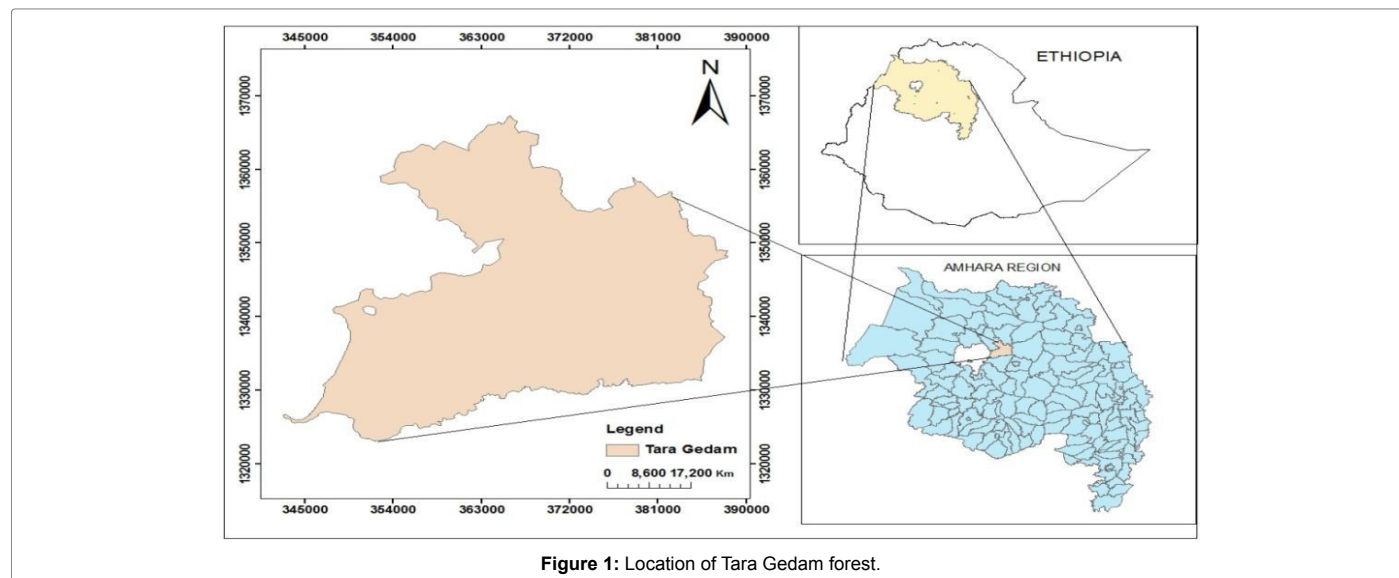 345000 354000 363000 372000 381000 390000
1370000 1370000
1360000 1360000
1350000 1350000
1340000 1340000
1330000 1330000
1320000 1320000
N
Legend
Tara Gedam
0 8,600 17,200 Km
345000 354000 363000 372000 381000 390000
ETHIOPIA
AMHARA REGION
Figure 1: Location of Tara Gedam forest.